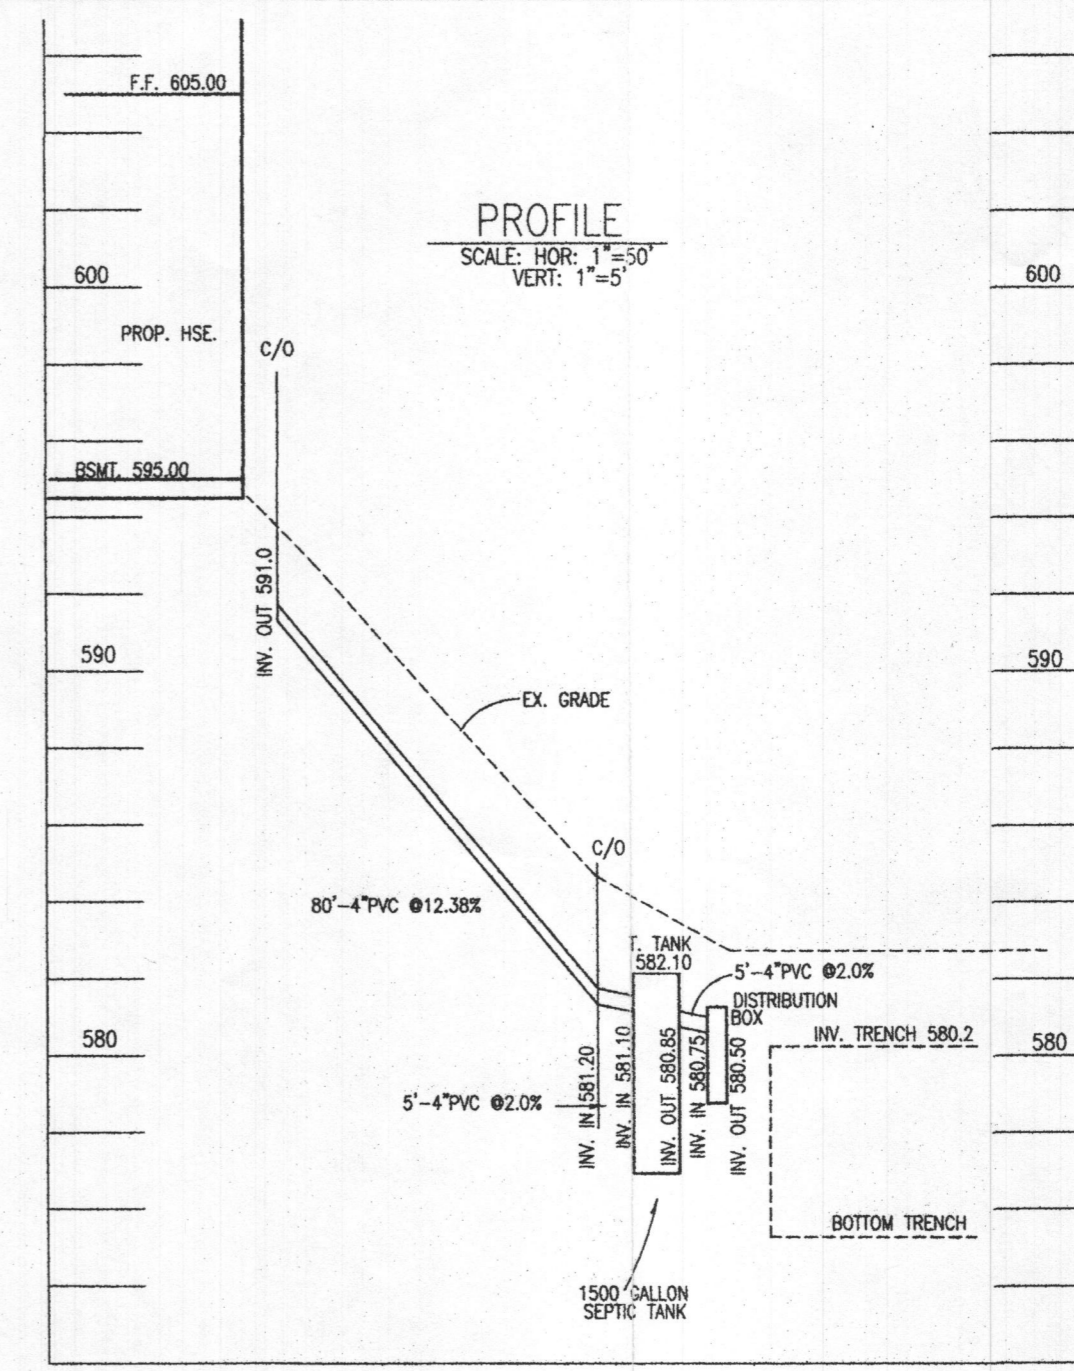 F.F. 605.00
PROFILE
SCALE: HOR: 1"=50'
VERT: 1"=5'
600
600
PROP. HSE.
C/O
BSMT. 595.00
INV. OUT 591.0
590
590
EX. GRADE
C/O
80'-4"PVC @12.38%
T. TANK
582.10
5'-4"PVC @2.0%
DISTRIBUTION
BOX
INV. TRENCH 580.2
580
580
INV. IN 581.20
INV. IN 581.10
INV. OUT 580.85
INV. IN 580.75
INV. OUT 580.50
5'-4"PVC @2.0%
BOTTOM TRENCH
1500 GALLON
SEPTIC TANK